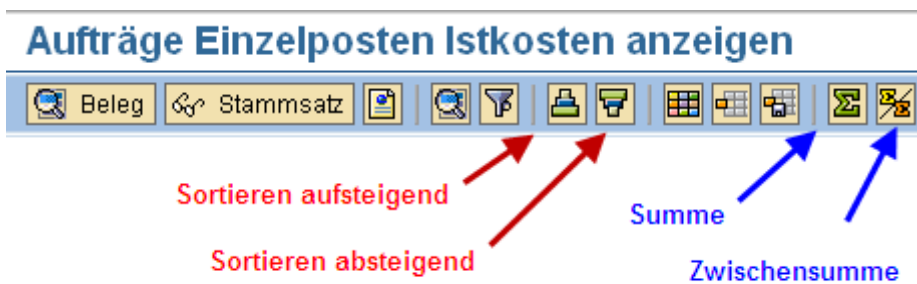 Aufträge Einzelposten Istkosten anzeigen
Beleg Stammsatz
Sortieren aufsteigend
Summe
Sortieren absteigend
Zwischensumme